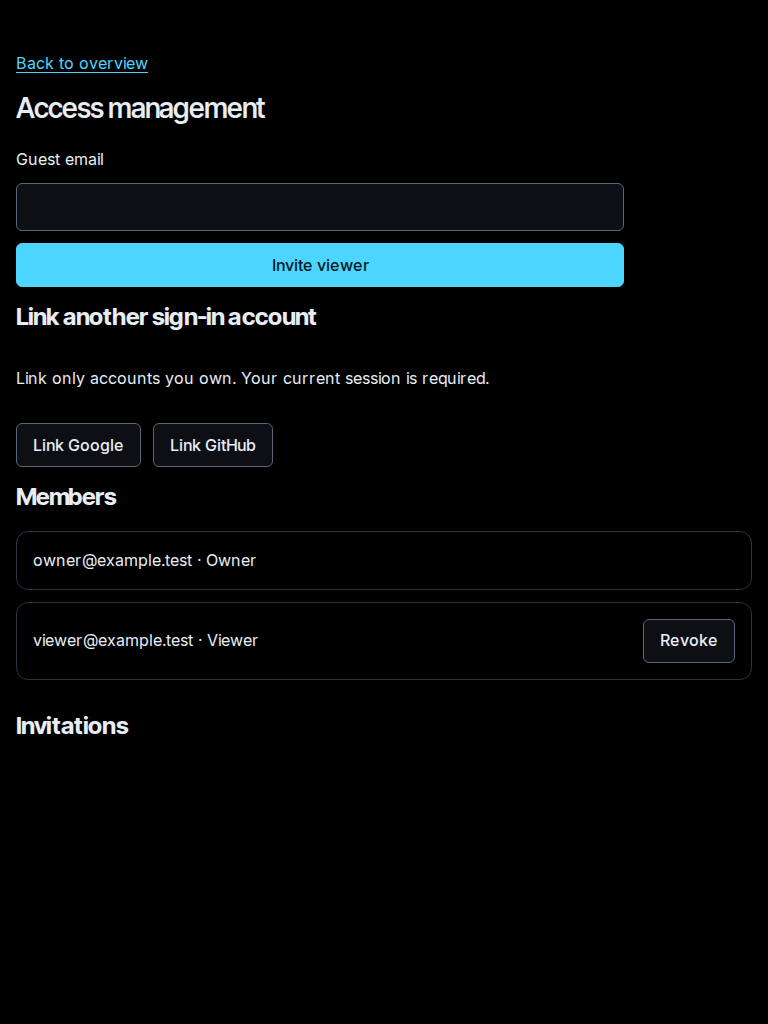 Back to overview
Access management
Guest email
Invite viewer
Link another sign-in account
Link only accounts you own. Your current session is required.
Link Google
Link GitHub
Members
owner@example.test · Owner
viewer@example.test · Viewer
Revoke
Invitations